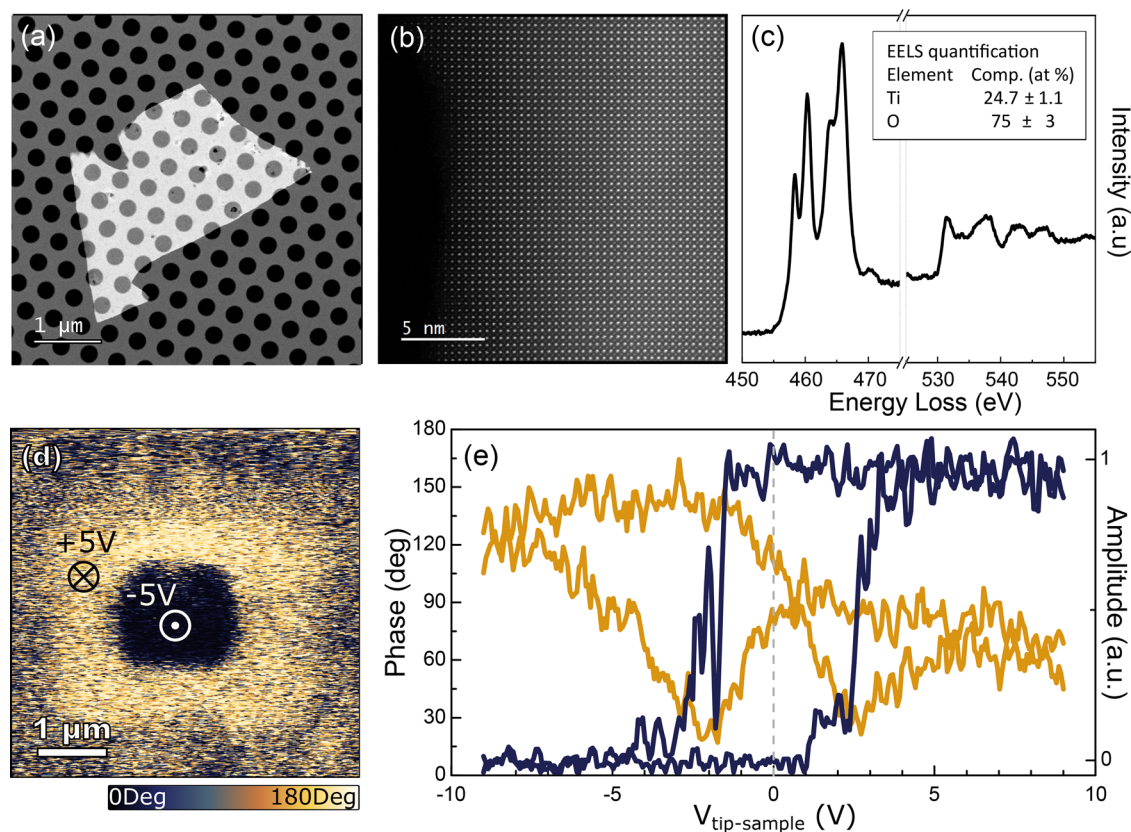 (a)
1 μm
(b)
5 nm
(c)
EELS quantification
Element Comp. (at %)
Ti 24.7 ± 1.1
O 75 ± 3
Intensity (a.u)
450 460 470 530 540 550
Energy Loss (eV)
(d)
+5V
-5V
1 μm
0Deg 180Deg
(e)
180
150
120
90
60
30
0
Phase (deg)
1
0
Amplitude (a.u.)
-10 -5 0 5 10
V tip-sample (V)